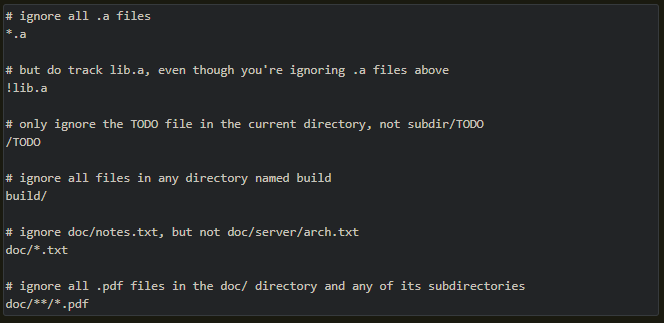 # ignore all .a files
*.a
# but do track lib.a, even though you're ignoring .a files above
!lib.a
# only ignore the TODO file in the current directory, not subdir/TODO
/TODO
# ignore all files in any directory named build
build/
# ignore doc/notes.txt, but not doc/server/arch.txt
doc/*.txt
# ignore all .pdf files in the doc/ directory and any of its subdirectories
doc/**/*.pdf